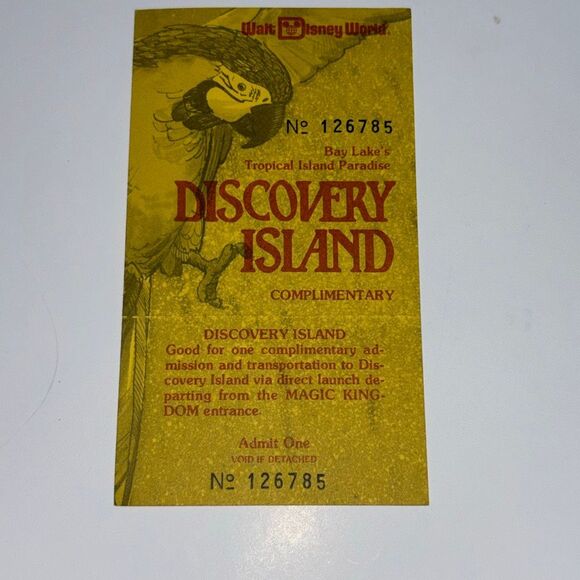 Walt Disney World.
Nº 126785
Bay Lake's
Tropical Island Paradise
DISCOVERY
ISLAND
COMPLIMENTARY
DISCOVERY ISLAND
Good for one complimentary ad-
mission and transportation to Dis-
covery Island via direct launch de-
parting from the MAGIC KING-
DOM entrance.
Admit One
VOID IF DETACHED
Nº 126785